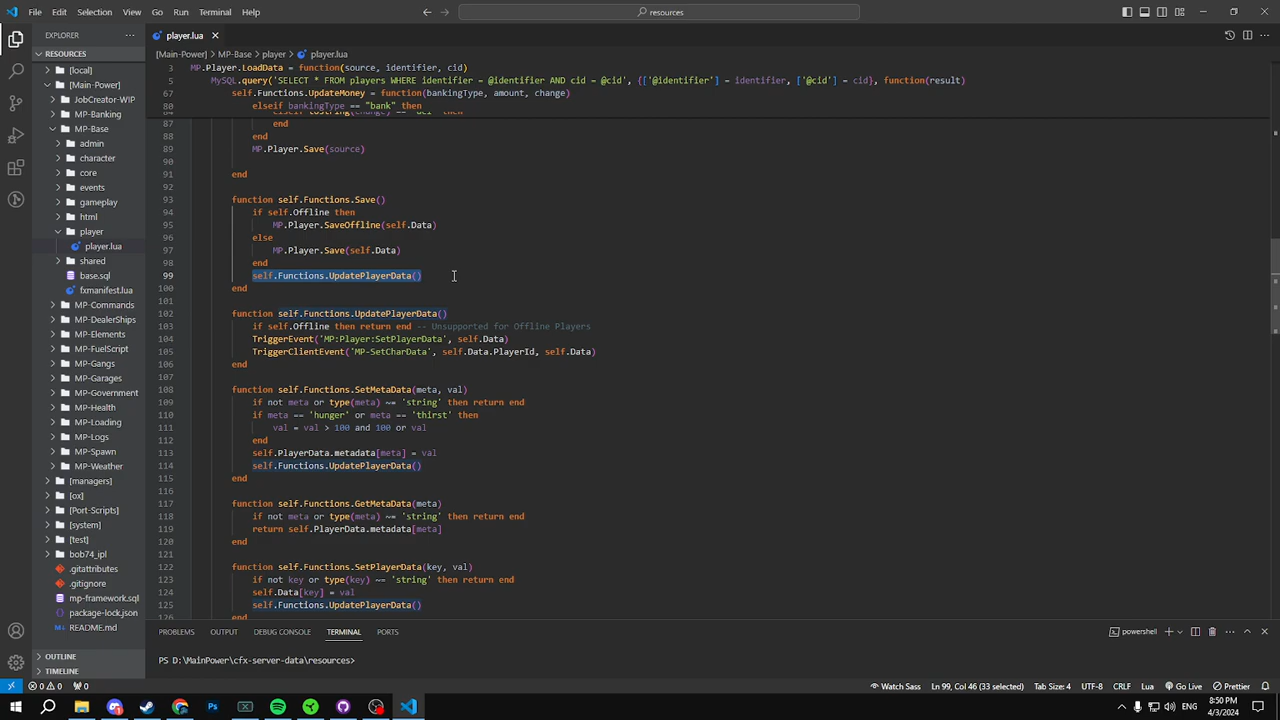 File Edit Selection View Go Run Terminal Help
resources
EXPLORER
player.lua
RESOURCES
[local]
[Main-Power]
JobCreator-WIP
MP-Banking
MP-Base
admin
character
core
events
gameplay
html
player
player.lua
shared
base.sql
fxmanifest.lua
MP-Commands
MP-DealerShips
MP-Elements
MP-FuelScript
MP-Gangs
MP-Garages
MP-Government
MP-Health
MP-Loading
MP-Logs
MP-Spawn
MP-Weather
[managers]
[ox]
[Port-Scripts]
[system]
[test]
bob74_ipl
.gitattributes
.gitignore
mp-framework.sql
package-lock.json
README.md
OUTLINE
TIMELINE
[Main-Power] > MP-Base > player > player.lua
3 MP.Player.LoadData = function(source, identifier, cid)
5 MySQL.query('SELECT * FROM players WHERE identifier = @identifier AND cid = @cid', {['@identifier'] = identifier, ['@cid'] = cid}, function(result)
67 self.Functions.UpdateMoney = function(bankingType, amount, change)
80 elseif bankingType == "bank" then
87 end
88 end
89 MP.Player.Save(source)
90
91 end
92
93 function self.Functions.Save()
94 if self.Offline then
95 MP.Player.SaveOffline(self.Data)
96 else
97 MP.Player.Save(self.Data)
98 end
99 self.Functions.UpdatePlayerData()
100 end
101
102 function self.Functions.UpdatePlayerData()
103 if self.Offline then return end -- Unsupported for Offline Players
104 TriggerEvent('MP:Player:SetPlayerData', self.Data)
105 TriggerClientEvent('MP-SetCharData', self.Data.PlayerId, self.Data)
106 end
107
108 function self.Functions.SetMetaData(meta, val)
109 if not meta or type(meta) ~= 'string' then return end
110 if meta == 'hunger' or meta == 'thirst' then
111 val = val > 100 and 100 or val
112 end
113 self.PlayerData.metadata[meta] = val
114 self.Functions.UpdatePlayerData()
115 end
116
117 function self.Functions.GetMetaData(meta)
118 if not meta or type(meta) ~= 'string' then return end
119 return self.PlayerData.metadata[meta]
120 end
121
122 function self.Functions.SetPlayerData(key, val)
123 if not key or type(key) ~= 'string' then return end
124 self.Data[key] = val
125 self.Functions.UpdatePlayerData()
126 end
PROBLEMS OUTPUT DEBUG CONSOLE TERMINAL PORTS
powershell
PS D:\MainPower\cfx-server-data\resources>
0 0 0
Watch Sass Ln 99, Col 46 (33 selected) Tab Size: 4 UTF-8 CRLF Lua Go Live Prettier
8:50 PM
4/3/2024